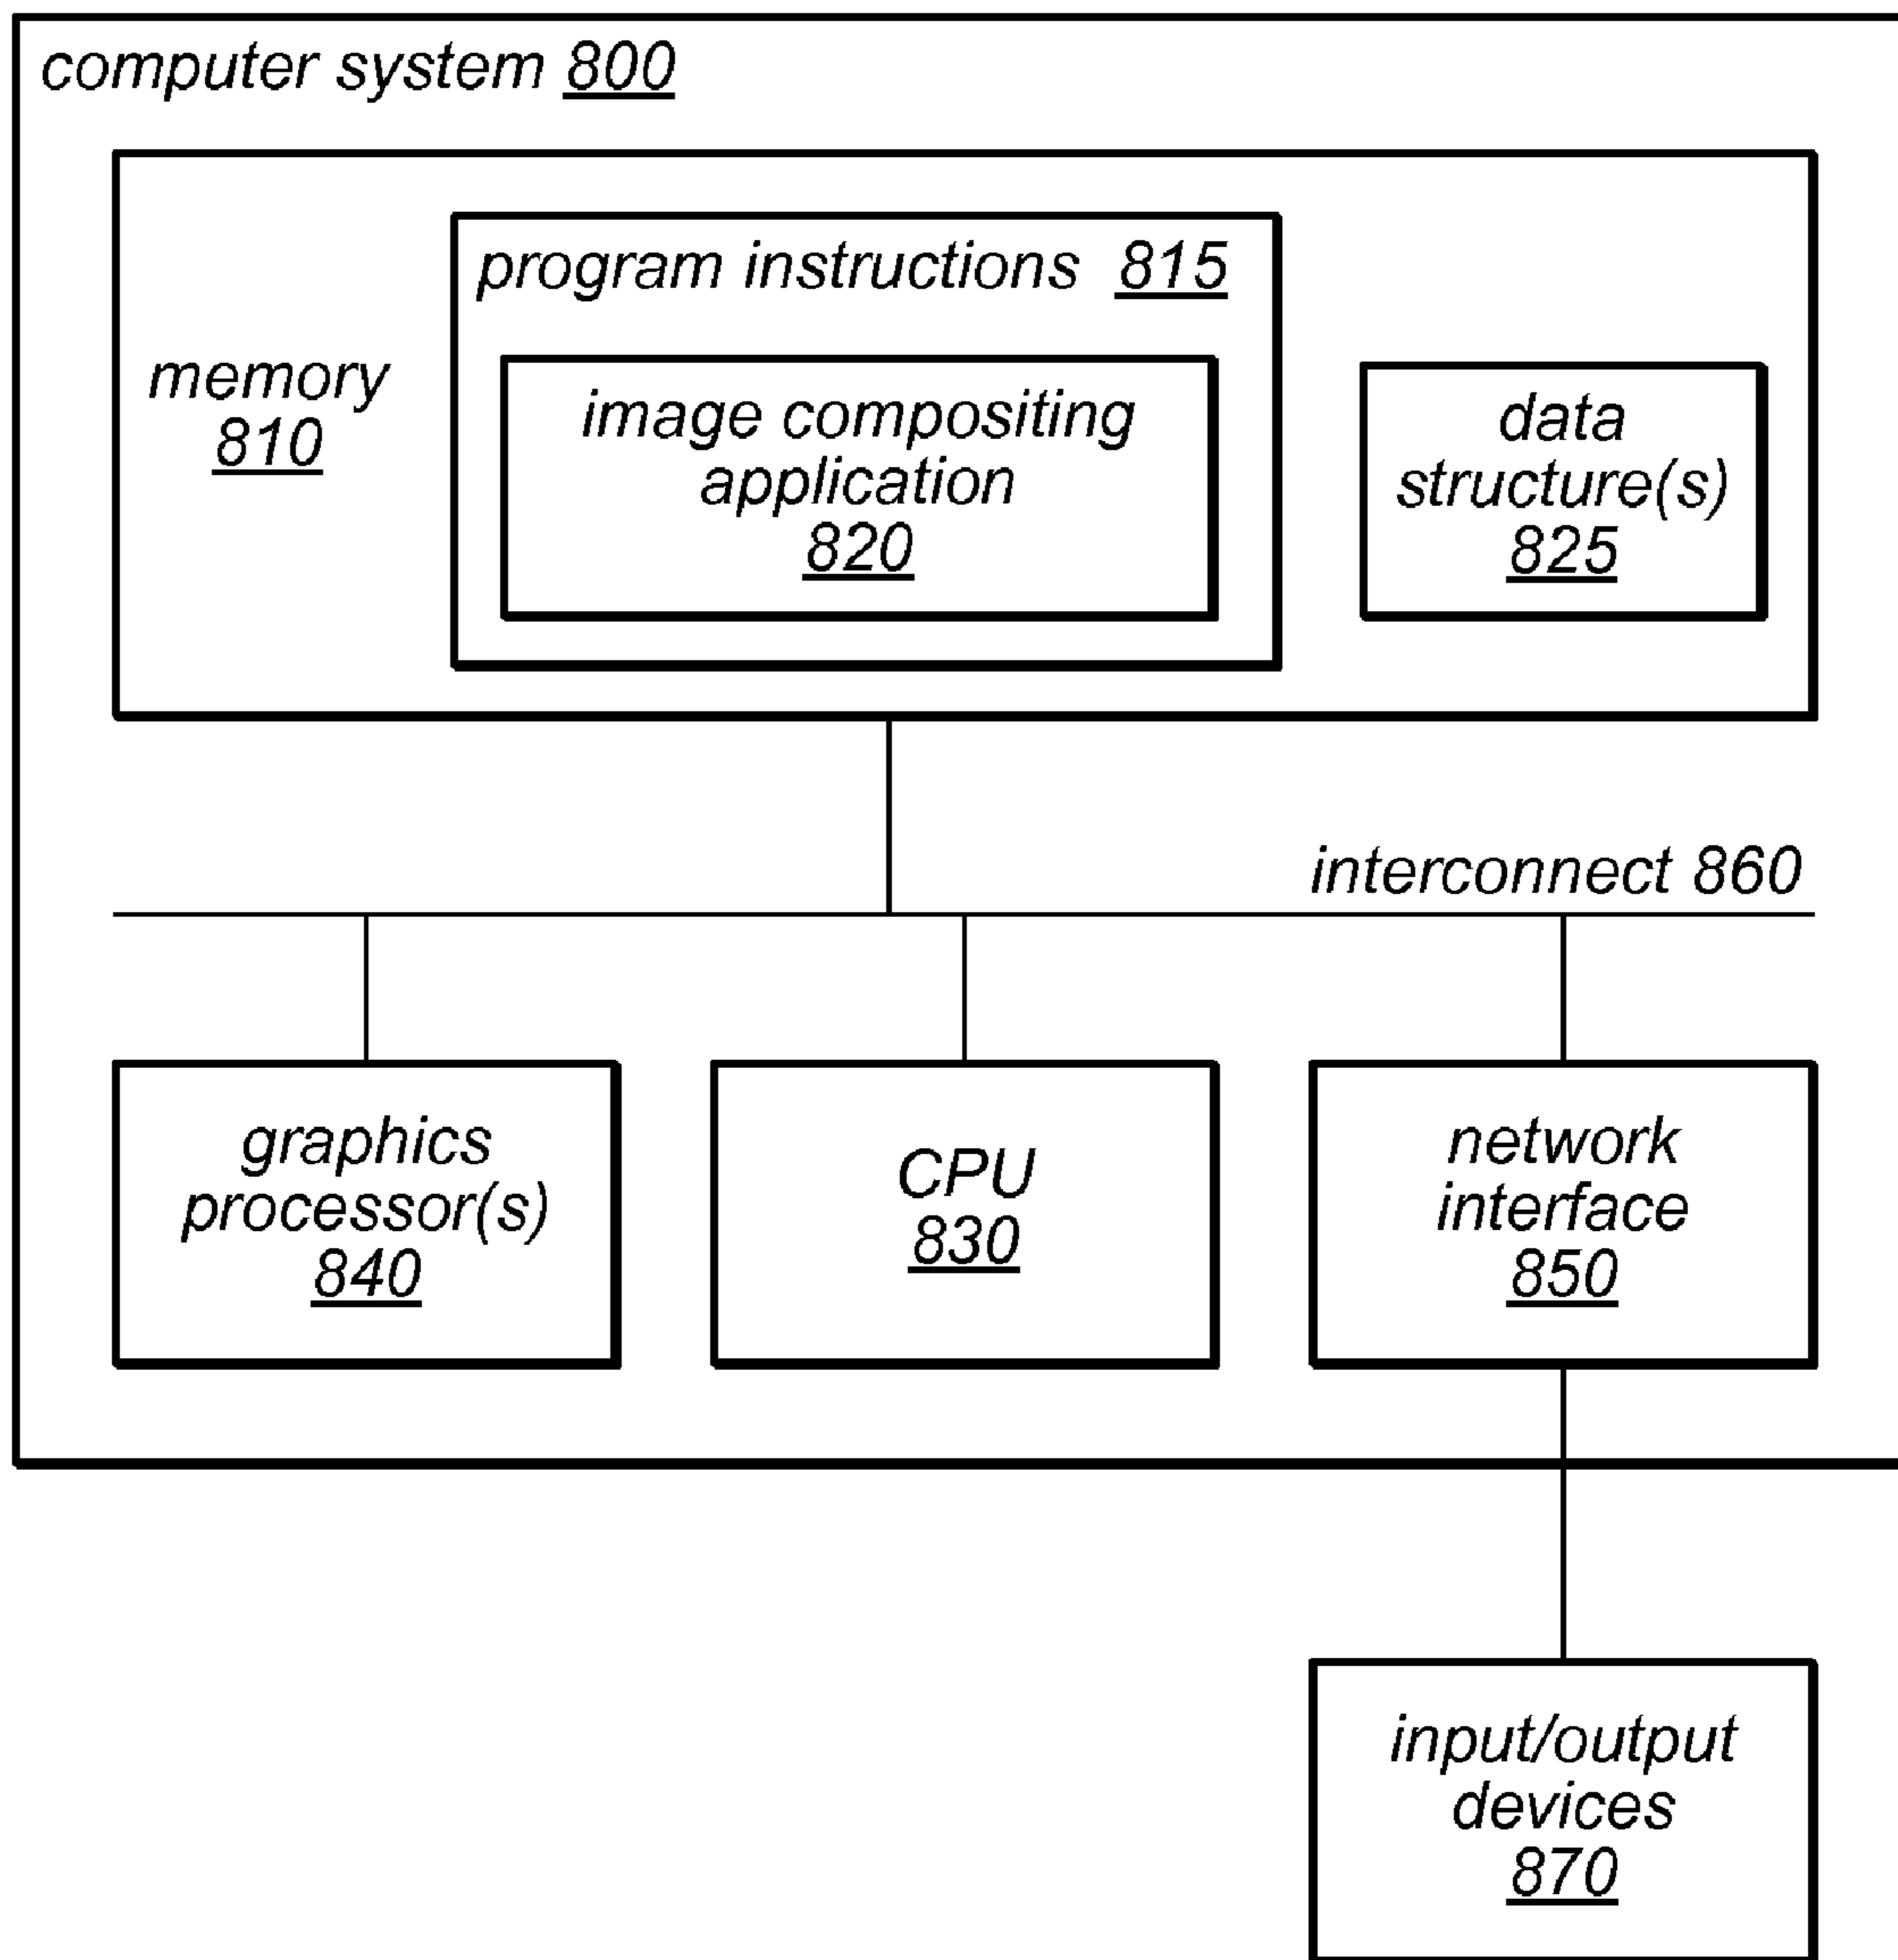 computer system 800
program instructions 815
memory
810
image compositing
application
820
data
structure(s)
825
interconnect 860
graphics
processor(s)
840
CPU
830
network
interface
850
input/output
devices
870